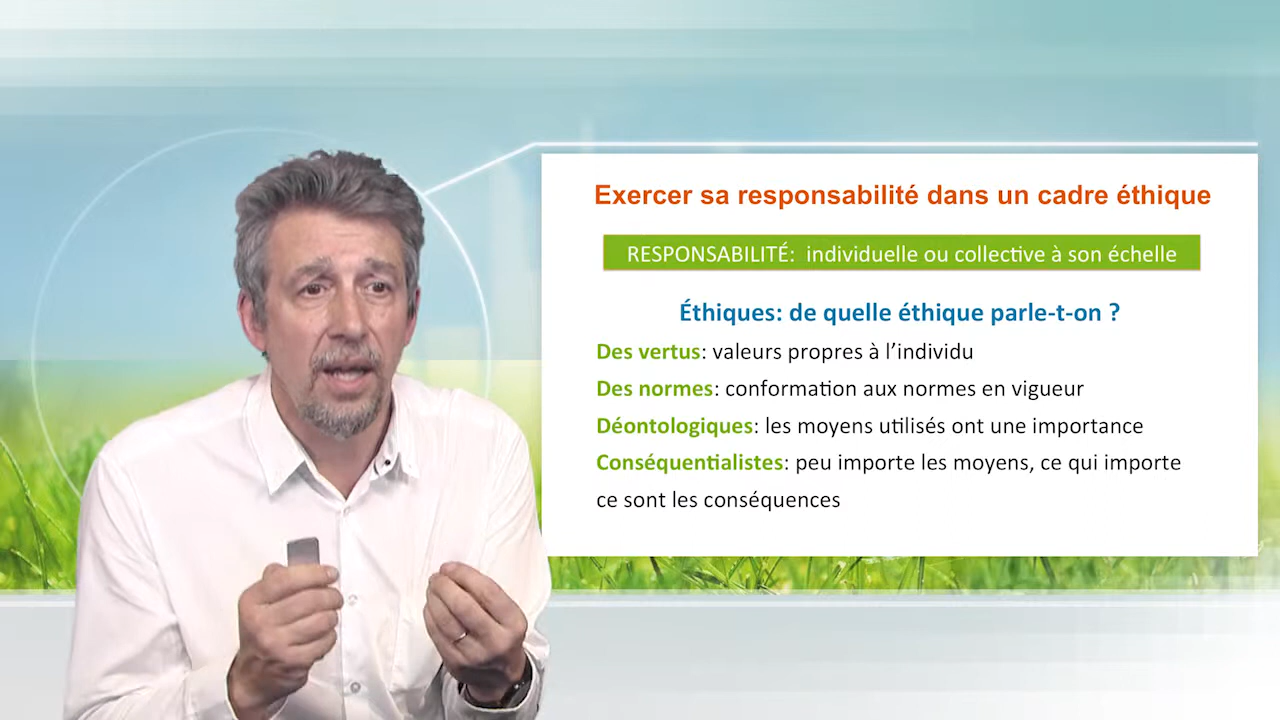 Exercer sa responsabilité dans un cadre éthique
RESPONSABILITÉ: individuelle ou collective à son échelle
Éthiques: de quelle éthique parle-t-on ?
Des vertus: valeurs propres à l’individu
Des normes: conformation aux normes en vigueur
Déontologiques: les moyens utilisés ont une importance
Conséquentialistes: peu importe les moyens, ce qui importe
ce sont les conséquences